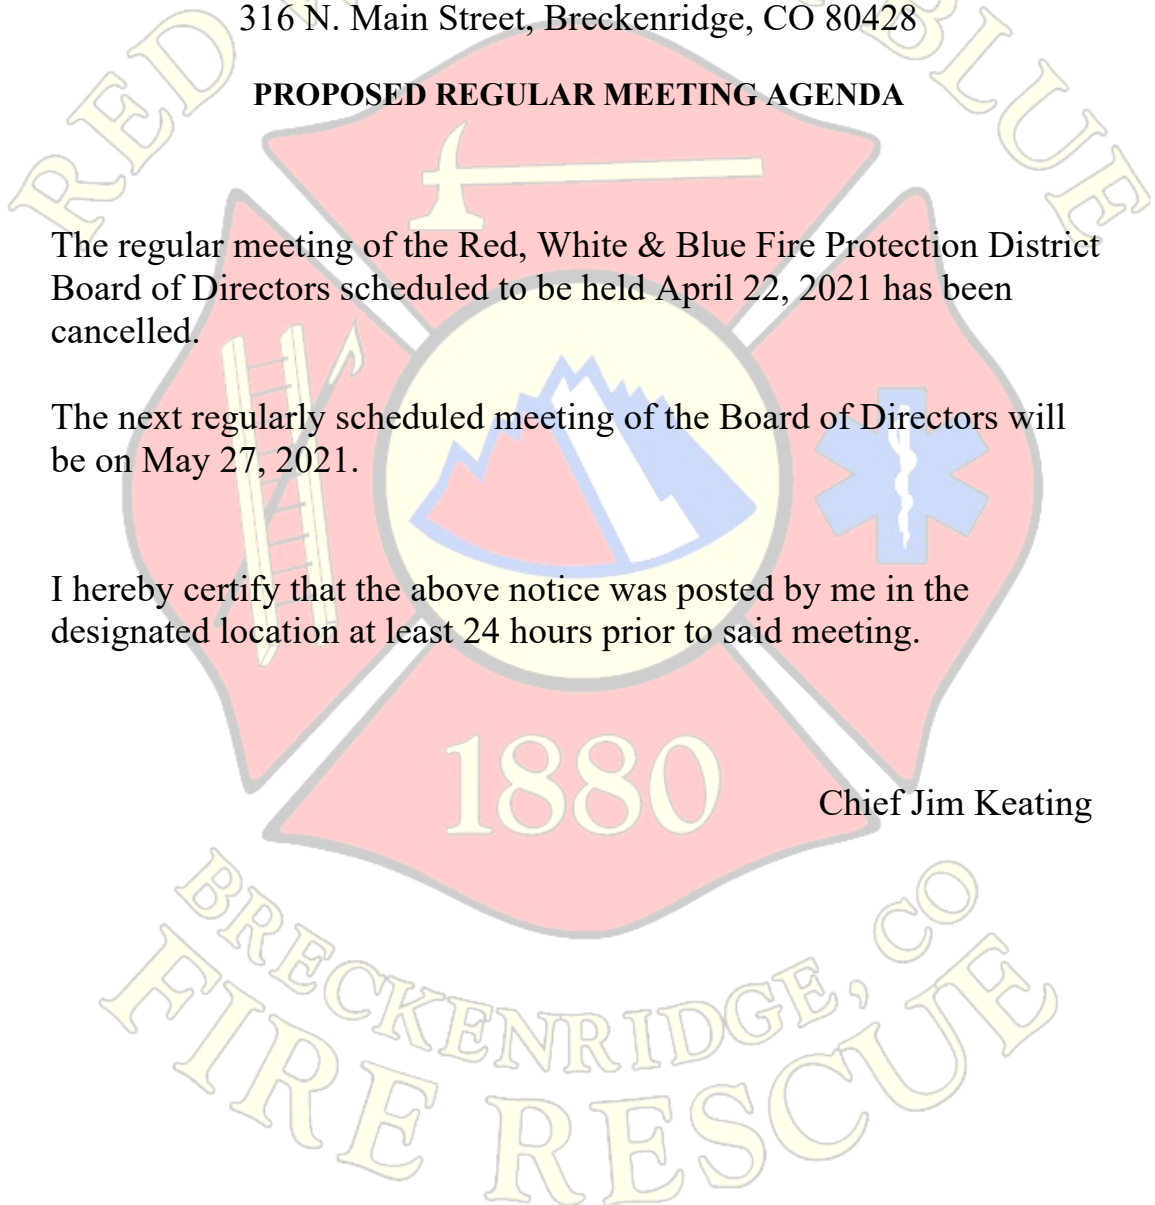 316 N. Main Street, Breckenridge, CO 80428
PROPOSED REGULAR MEETING AGENDA
RED
BLUE
The regular meeting of the Red, White & Blue Fire Protection District
Board of Directors scheduled to be held April 22, 2021 has been
cancelled.
The next regularly scheduled meeting of the Board of Directors will
be on May 27, 2021.
I hereby certify that the above notice was posted by me in the
designated location at least 24 hours prior to said meeting.
1880
Chief Jim Keating
BRECKENRIDGE, CO
FIRE RESCUE